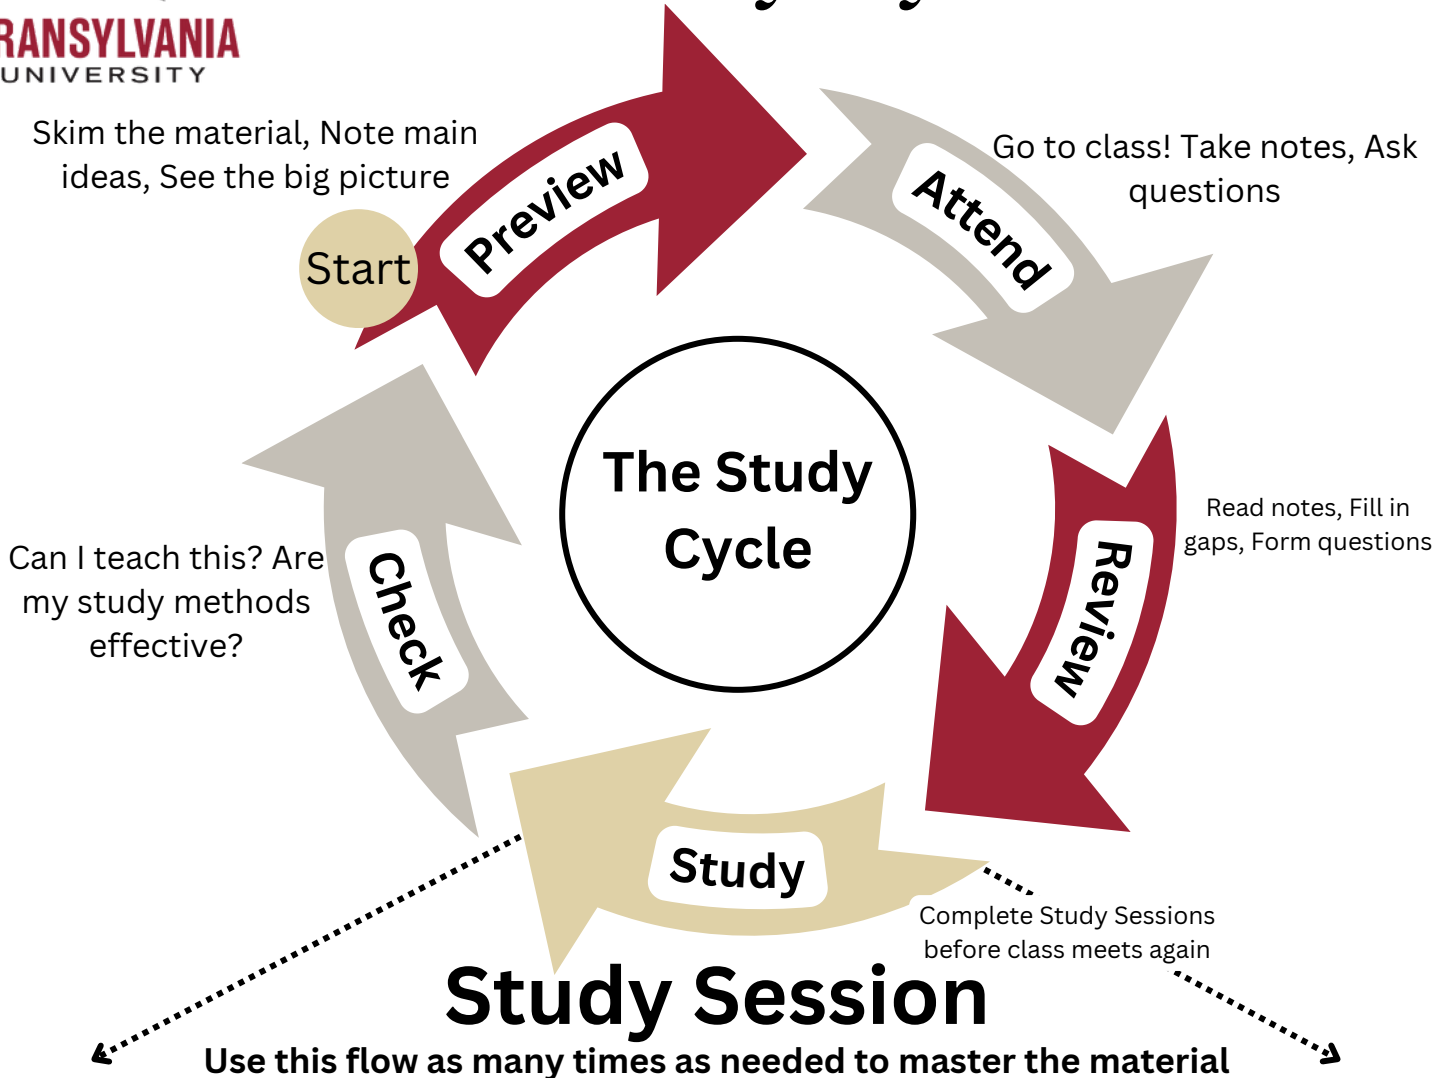 RANSYLVANIA
UNIVERSITY
Skim the material, Note main
ideas, See the big picture
Start
Preview
Attend
Go to class! Take notes, Ask
questions
The Study
Cycle
Review
Read notes, Fill in
gaps, Form questions
Check
Can I teach this? Are
my study methods
effective?
Study
Complete Study Sessions
before class meets again
Study Session
Use this flow as many times as needed to master the material